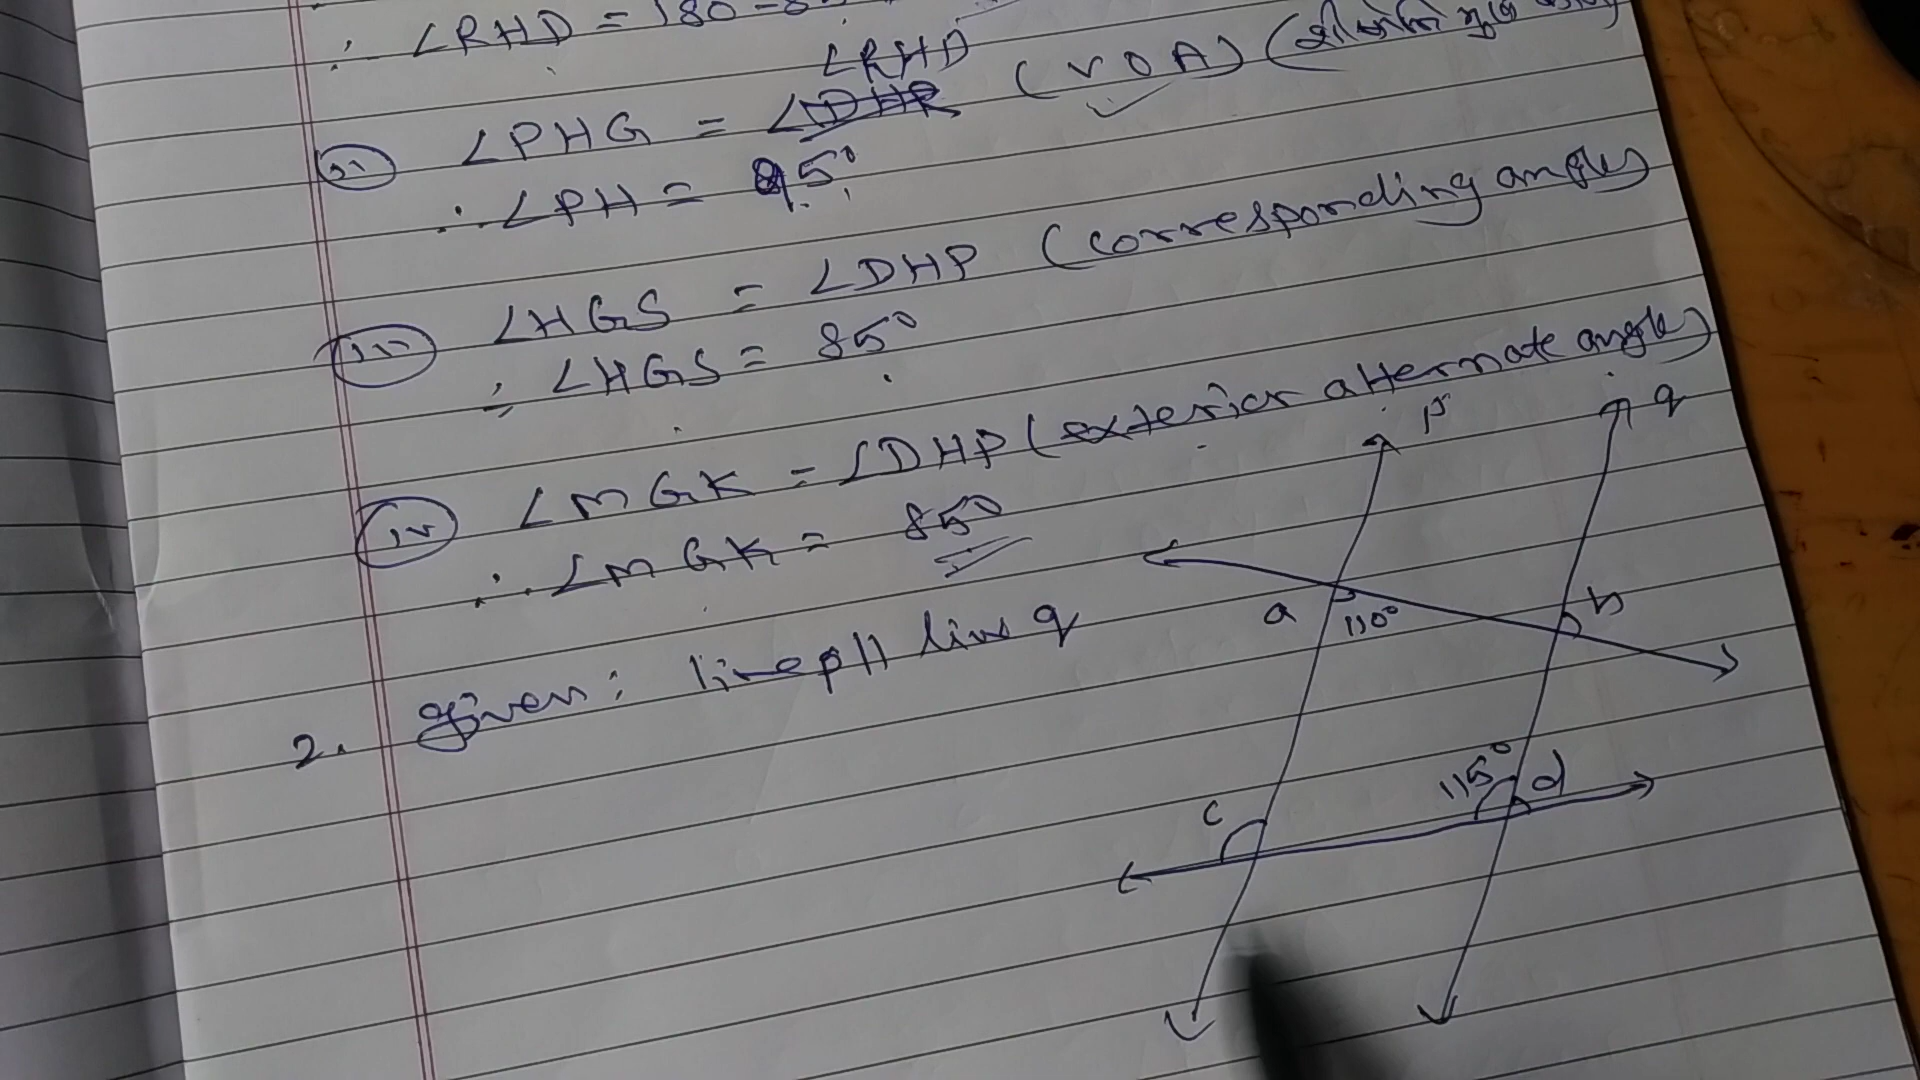 ∴ ∠RHD = 180 - 8
∠RHD
ii ∠PHG = ∠DHR (VOA)
∴ ∠PH = 95°
iii ∠HGS = ∠DHP (corresponding angles)
∴ ∠HGS = 85°
iv ∠MGK = ∠DHP (exterior alternate angle)
∴ ∠MGK = 85°
p q
a 110° b
2. given: line p || line q
115° d
c